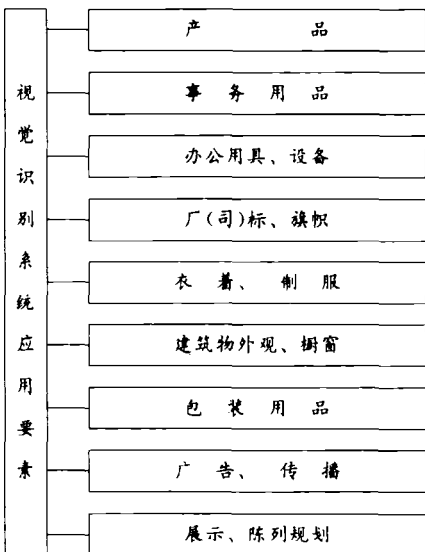 视觉识别系统应用要素
产品
事务用品
办公用具、设备
厂(司)标、旗帜
衣着、制服
建筑物外观、橱窗
包装用品
广告、传播
展示、陈列规划